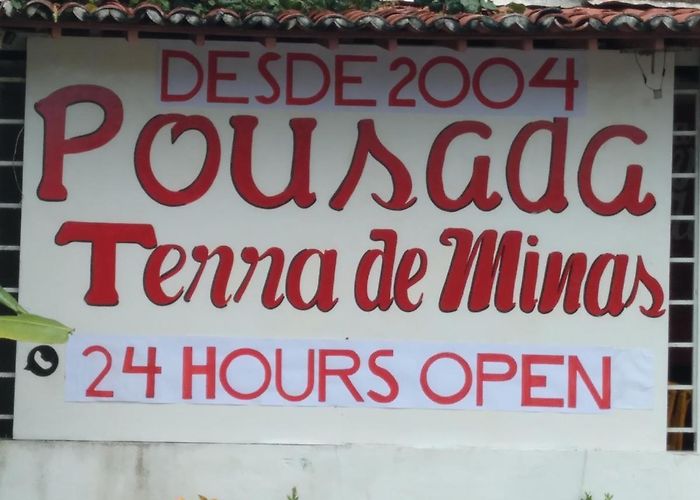 DESDE 2004
Pousada
Terra de Minas
24 HOURS OPEN